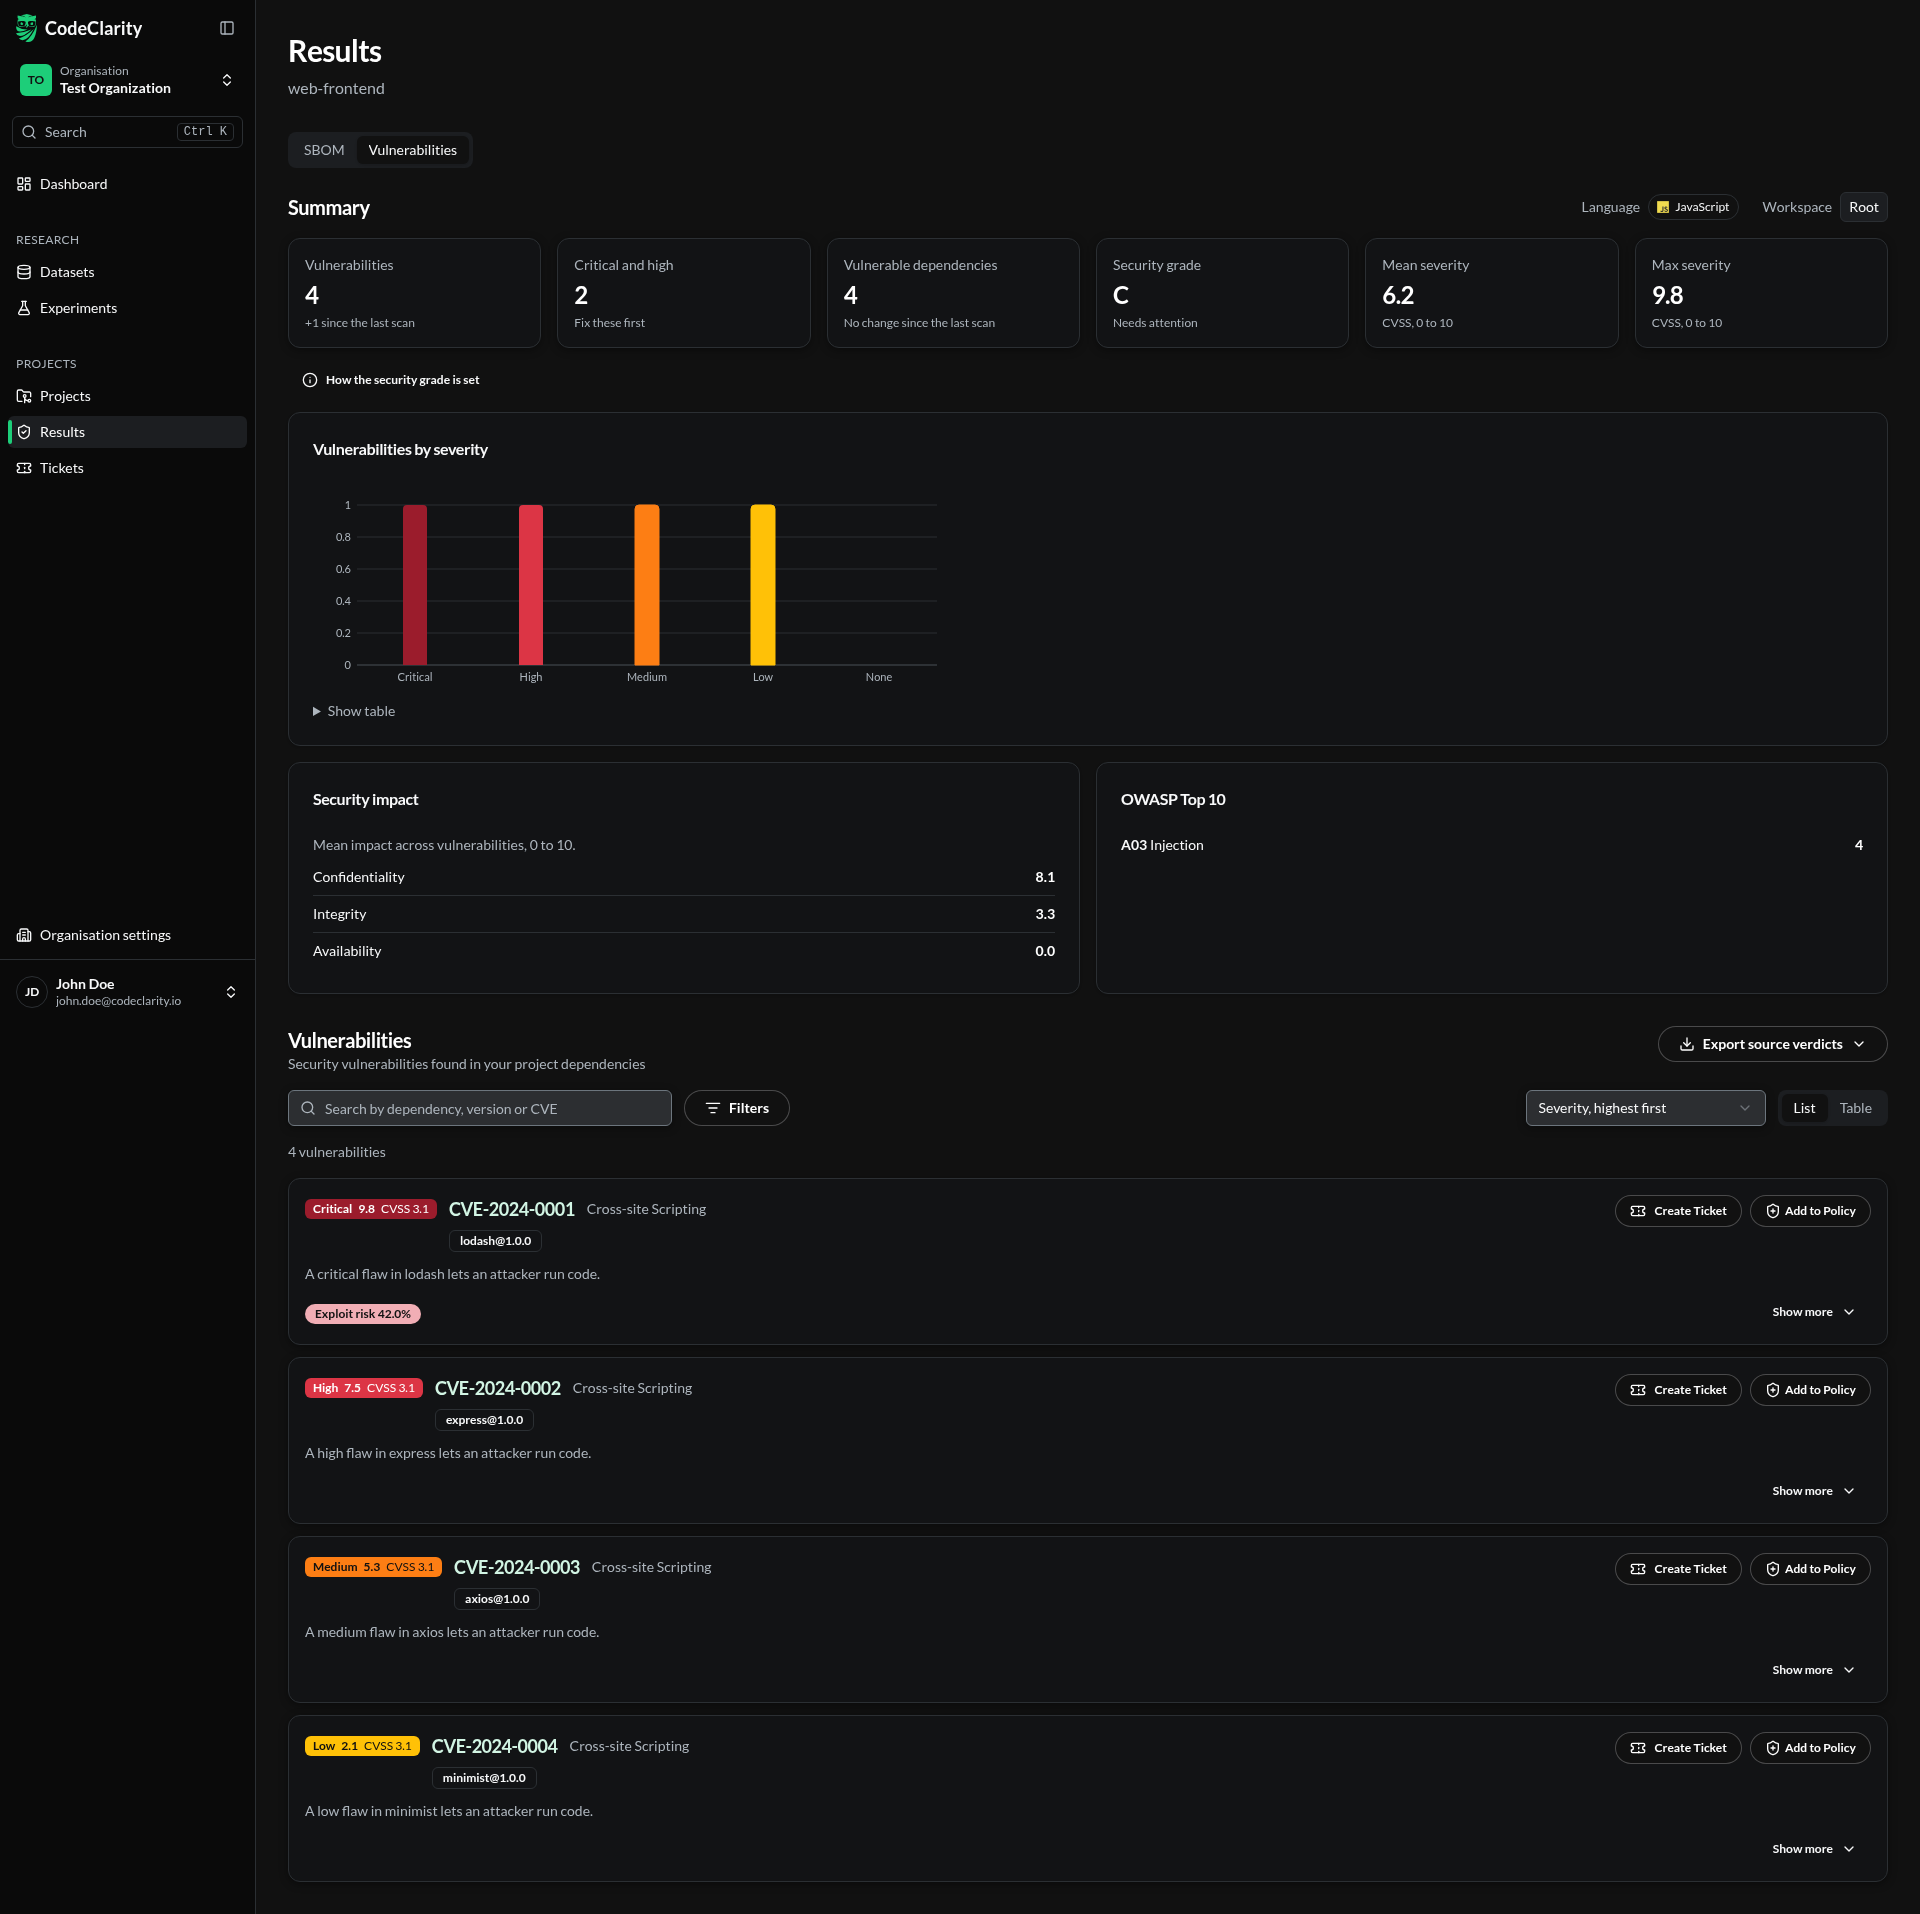 CodeClarity
TO
Organisation
Test Organization
Search
Ctrl K
Dashboard
RESEARCH
Datasets
Experiments
PROJECTS
Projects
Results
Tickets
Organisation settings
JD
John Doe
john.doe@codeclarity.io
Results
web-frontend
SBOM
Vulnerabilities
Summary
Language
JS
JavaScript
Workspace
Root
Vulnerabilities
4
+1 since the last scan
Critical and high
2
Fix these first
Vulnerable dependencies
4
No change since the last scan
Security grade
C
Needs attention
Mean severity
6.2
CVSS, 0 to 10
Max severity
9.8
CVSS, 0 to 10
How the security grade is set
Vulnerabilities by severity
1
0.8
0.6
0.4
0.2
0
Critical
High
Medium
Low
None
Show table
Security impact
Mean impact across vulnerabilities, 0 to 10.
Confidentiality 8.1
Integrity 3.3
Availability 0.0
OWASP Top 10
A03 Injection 4
Vulnerabilities
Security vulnerabilities found in your project dependencies
Export source verdicts
Search by dependency, version or CVE
Filters
Severity, highest first
List
Table
4 vulnerabilities
Critical 9.8 CVSS 3.1 CVE-2024-0001 Cross-site Scripting
Create Ticket
Add to Policy
lodash@1.0.0
A critical flaw in lodash lets an attacker run code.
Exploit risk 42.0%
Show more
High 7.5 CVSS 3.1 CVE-2024-0002 Cross-site Scripting
Create Ticket
Add to Policy
express@1.0.0
A high flaw in express lets an attacker run code.
Show more
Medium 5.3 CVSS 3.1 CVE-2024-0003 Cross-site Scripting
Create Ticket
Add to Policy
axios@1.0.0
A medium flaw in axios lets an attacker run code.
Show more
Low 2.1 CVSS 3.1 CVE-2024-0004 Cross-site Scripting
Create Ticket
Add to Policy
minimist@1.0.0
A low flaw in minimist lets an attacker run code.
Show more